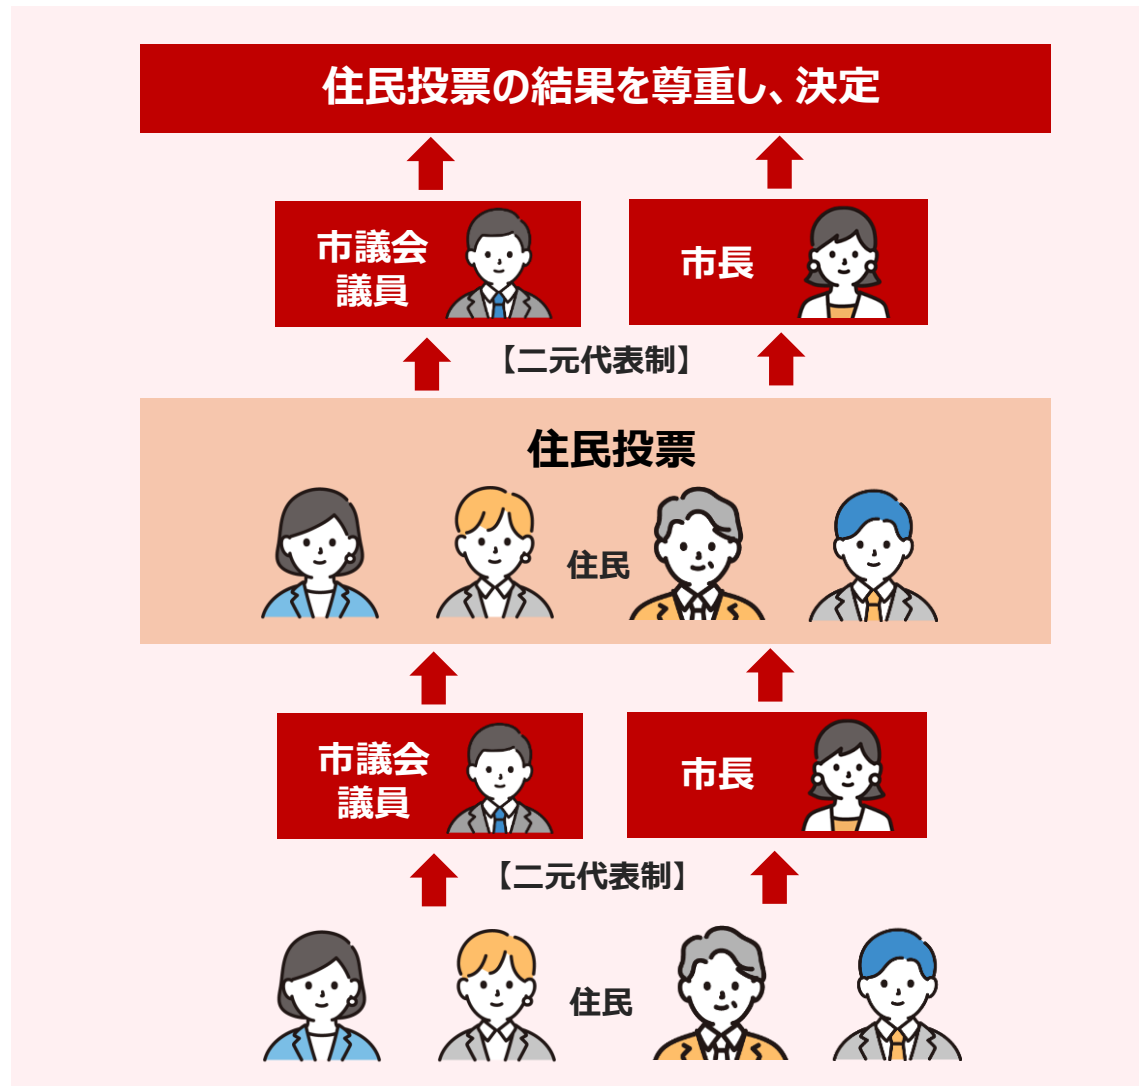 住民投票の結果を尊重し、決定
市議会
議員
市長
【二元代表制】
住民投票
住民
市議会
議員
市長
【二元代表制】
住民